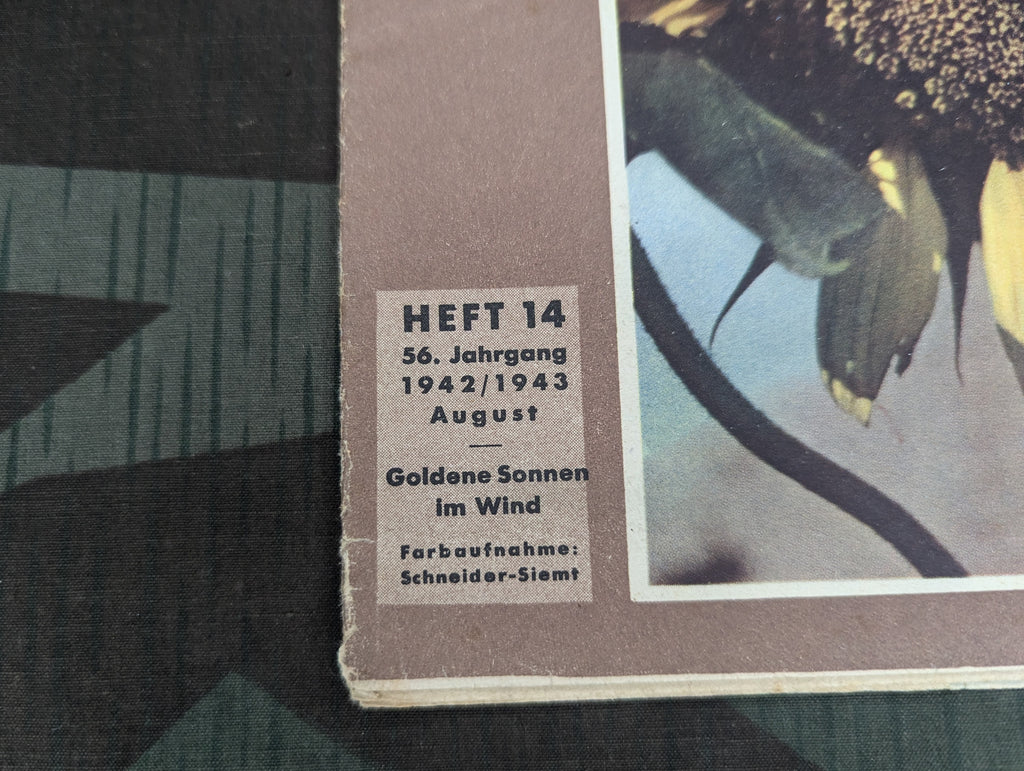 HEFT 14
56. Jahrgang
1942/1943
August
Goldene Sonnen
im Wind
Farbaufnahme:
Schneider-Siemt